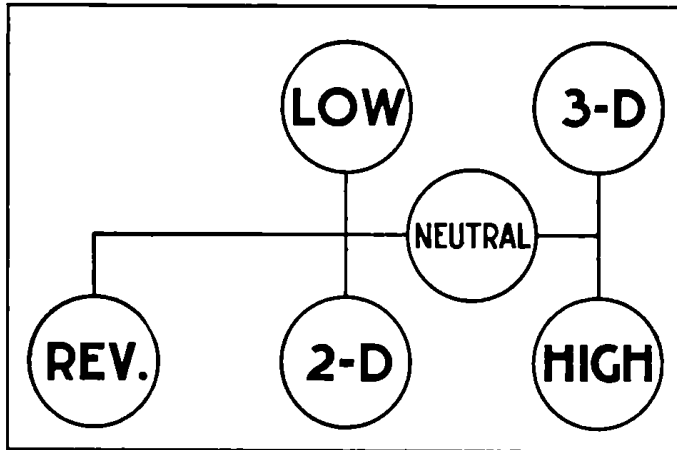 LOW
3-D
NEUTRAL
REV.
2-D
HIGH